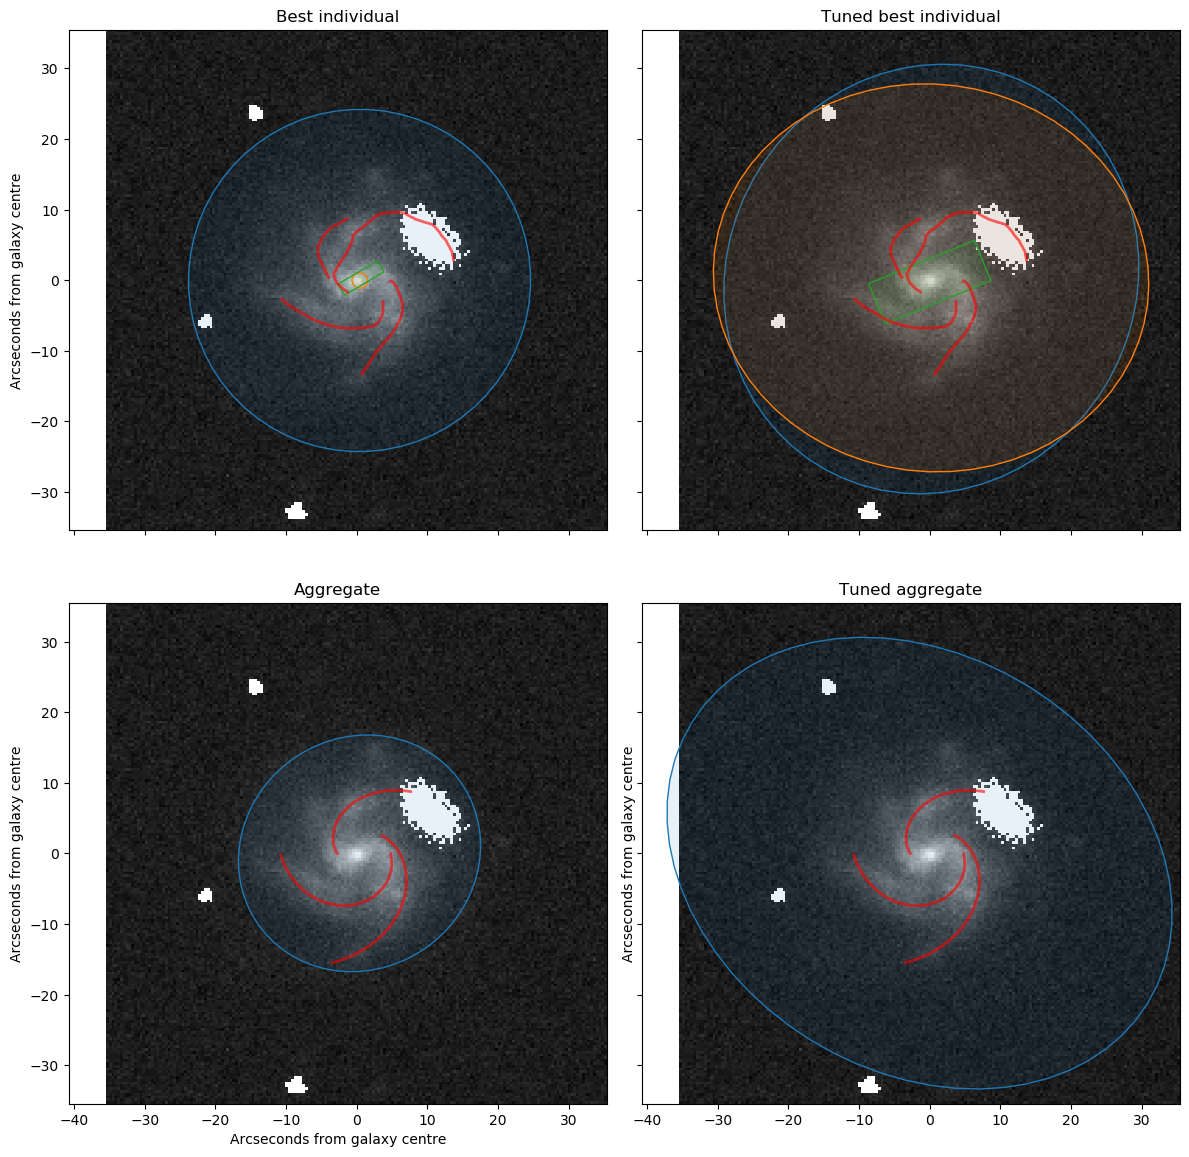 Best individual
Tuned best individual
Arcseconds from galaxy centre
30
20
10
0
−10
−20
−30
Aggregate
Tuned aggregate
Arcseconds from galaxy centre
30
20
10
0
−10
−20
−30
Arcseconds from galaxy centre
−40 −30 −20 −10 0 10 20 30
−40 −30 −20 −10 0 10 20 30
Arcseconds from galaxy centre